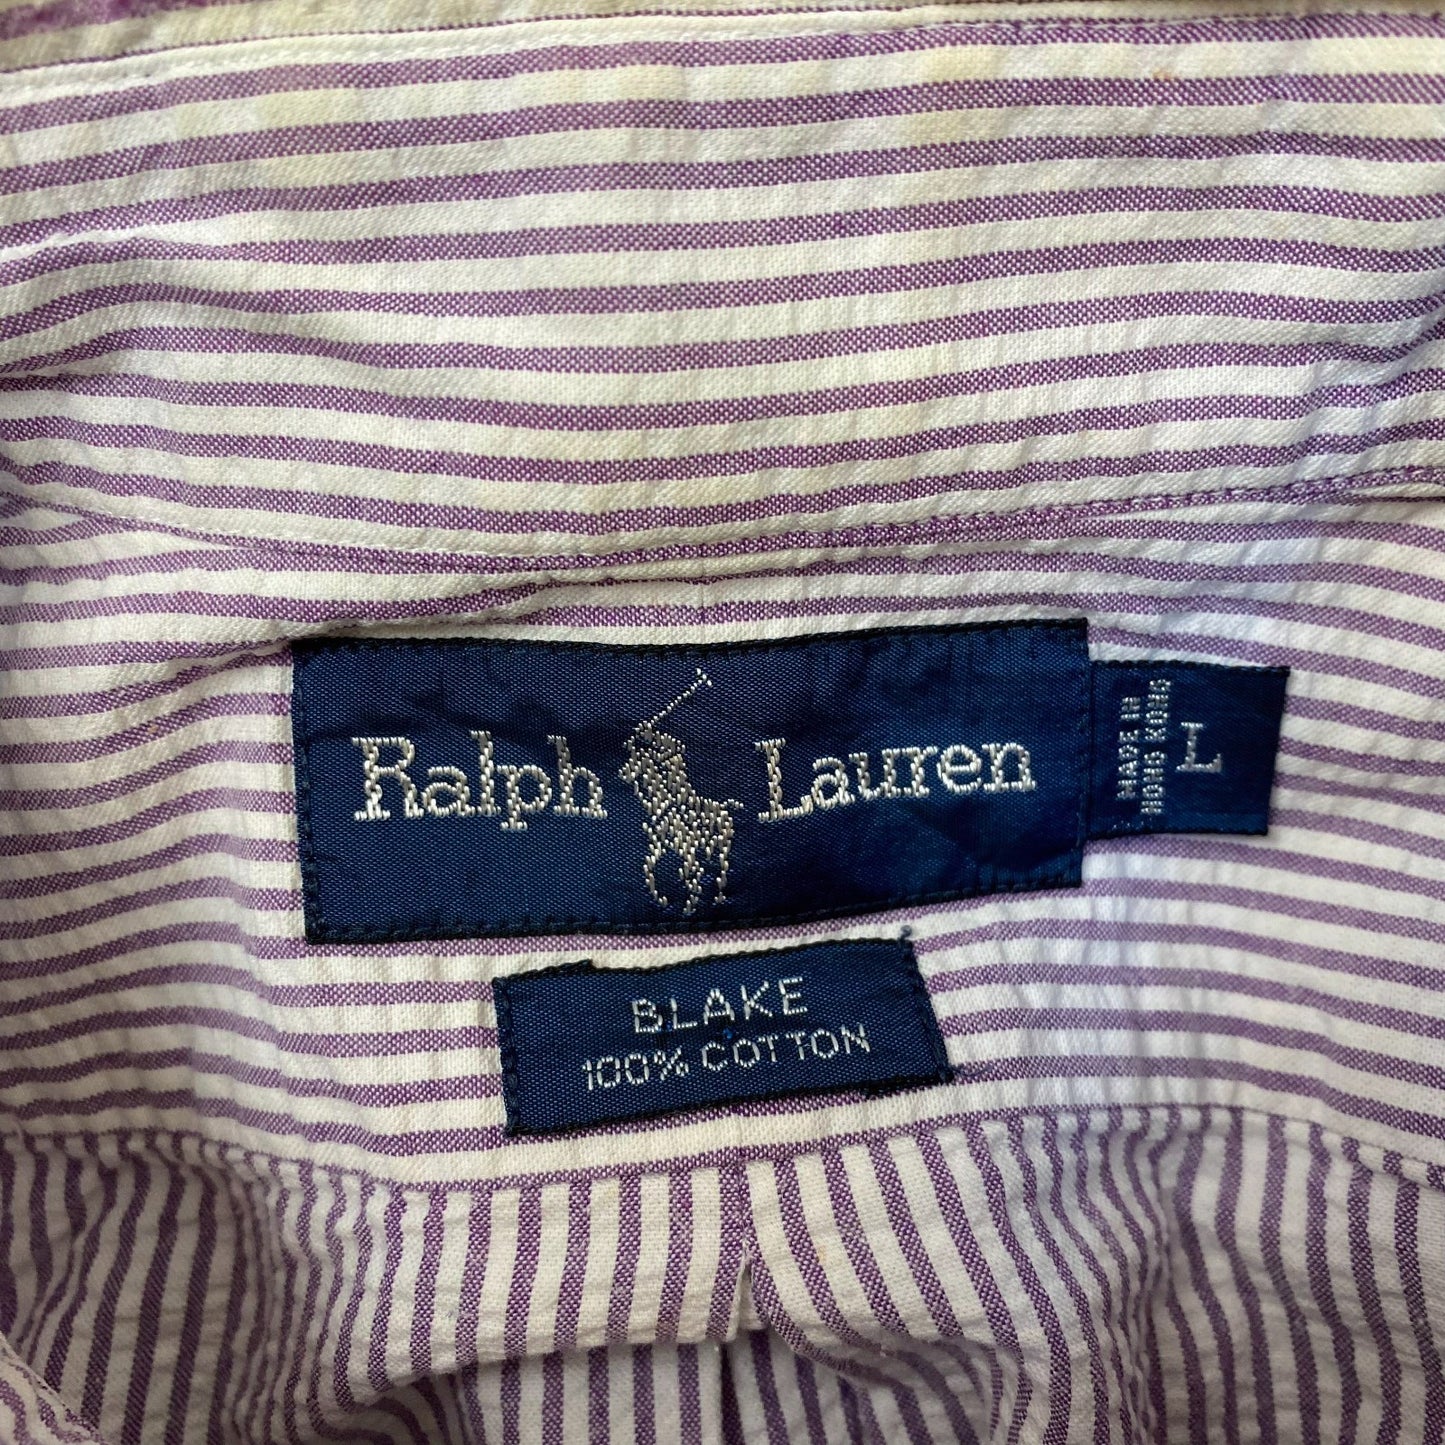 Ralph Lauren
MADE IN
HONG KONG
L
BLAKE
100% COTTON